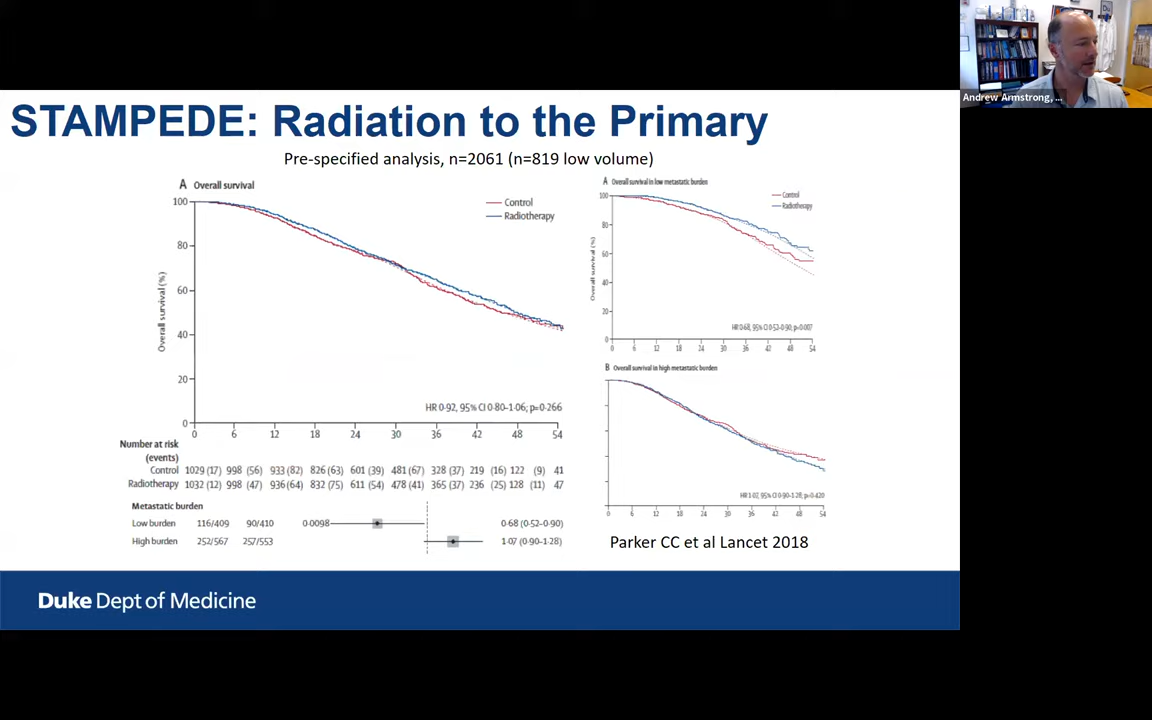 Andrew Armstrong, ...
STAMPEDE: Radiation to the Primary
Pre-specified analysis, n=2061 (n=819 low volume)
A Overall survival
Control
Radiotherapy
Overall survival (%)
100
80
60
40
20
0
HR 0·92, 95% CI 0·80–1·06; p=0·266
0 6 12 18 24 30 36 42 48 54
Number at risk
(events)
Control 1029 (17) 998 (56) 933 (82) 826 (63) 601 (39) 481 (67) 328 (37) 219 (16) 122 (9) 41
Radiotherapy 1032 (12) 998 (47) 936 (64) 832 (75) 611 (54) 478 (41) 365 (37) 236 (25) 128 (11) 47
Metastatic burden
Low burden 116/409 90/410 0·0098 0·68 (0·52–0·90)
High burden 252/567 257/553 1·07 (0·90–1·28)
A Overall survival in low metastatic burden
Control
Radiotherapy
Overall survival (%)
100
80
60
40
20
0
HR 0·68, 95% CI 0·52–0·90; p=0·007
0 6 12 18 24 30 36 42 48 54
B Overall survival in high metastatic burden
HR 1·07, 95% CI 0·90–1·28; p=0·420
0 6 12 18 24 30 36 42 48 54
Parker CC et al Lancet 2018
Duke Dept of Medicine